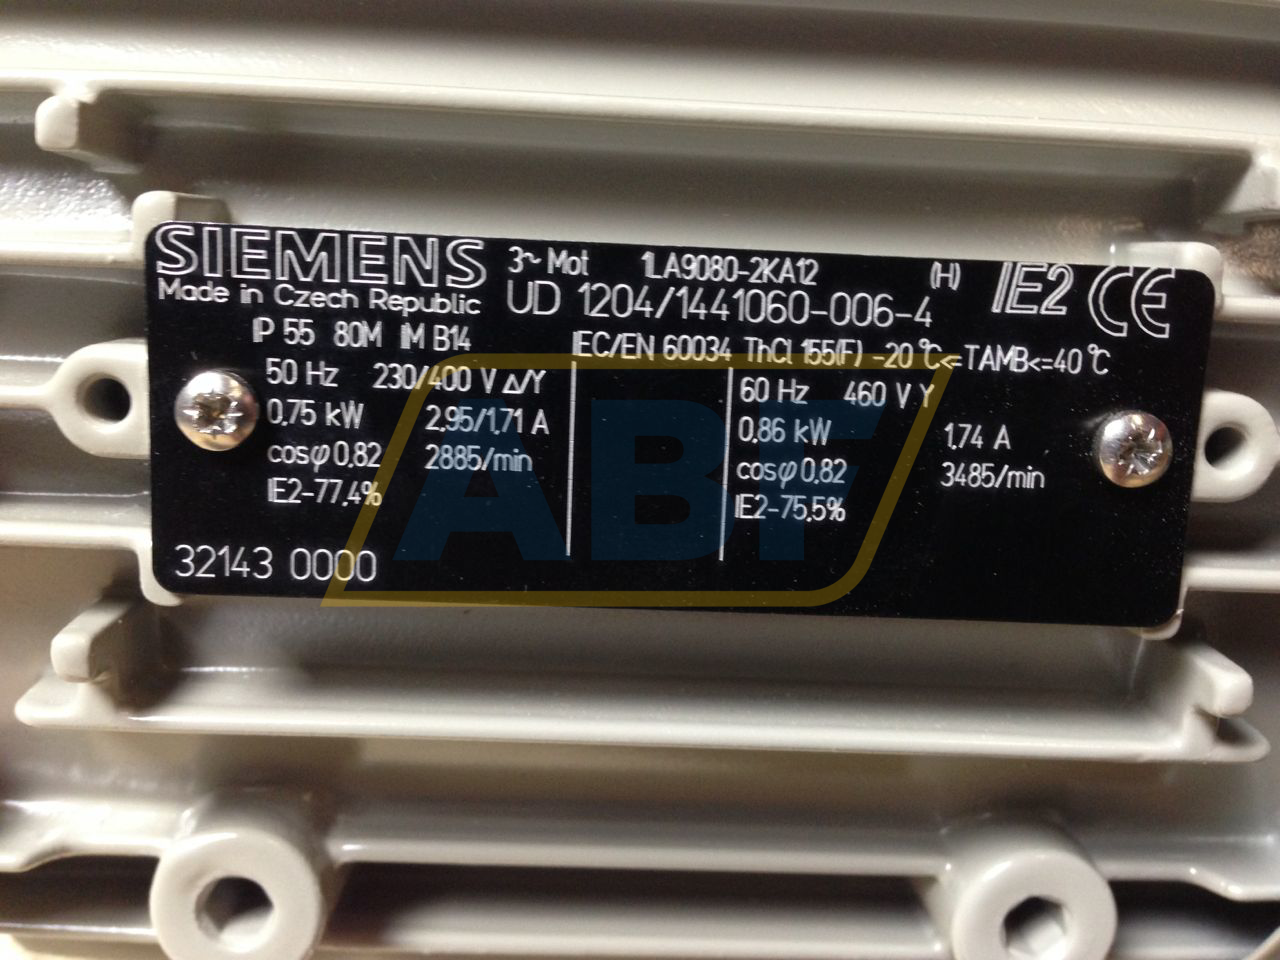 SIEMENS 3~ Mot 1LA9080-2KA12 (H) IE2 CE
Made in Czech Republic UD 1204/1441060-006-4
IP 55 80M IM B14 IEC/EN 60034 ThCl.155(F) -20°C<=TAMB<=40°C
50 Hz 230/400 V Δ/Y 60 Hz 460 V Y
0,75 kW 2,95/1,71 A 0,86 kW 1,74 A
cosφ 0,82 2885/min cosφ 0,82 3485/min
IE2-77,4% IE2-75,5%
32143 0000
ABF